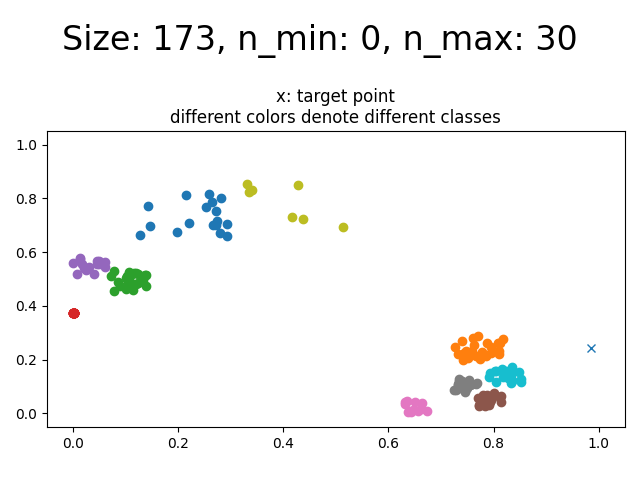 Size: 173, n_min: 0, n_max: 30
x: target point
different colors denote different classes
1.0
0.8
0.6
0.4
0.2
0.0
0.0 0.2 0.4 0.6 0.8 1.0